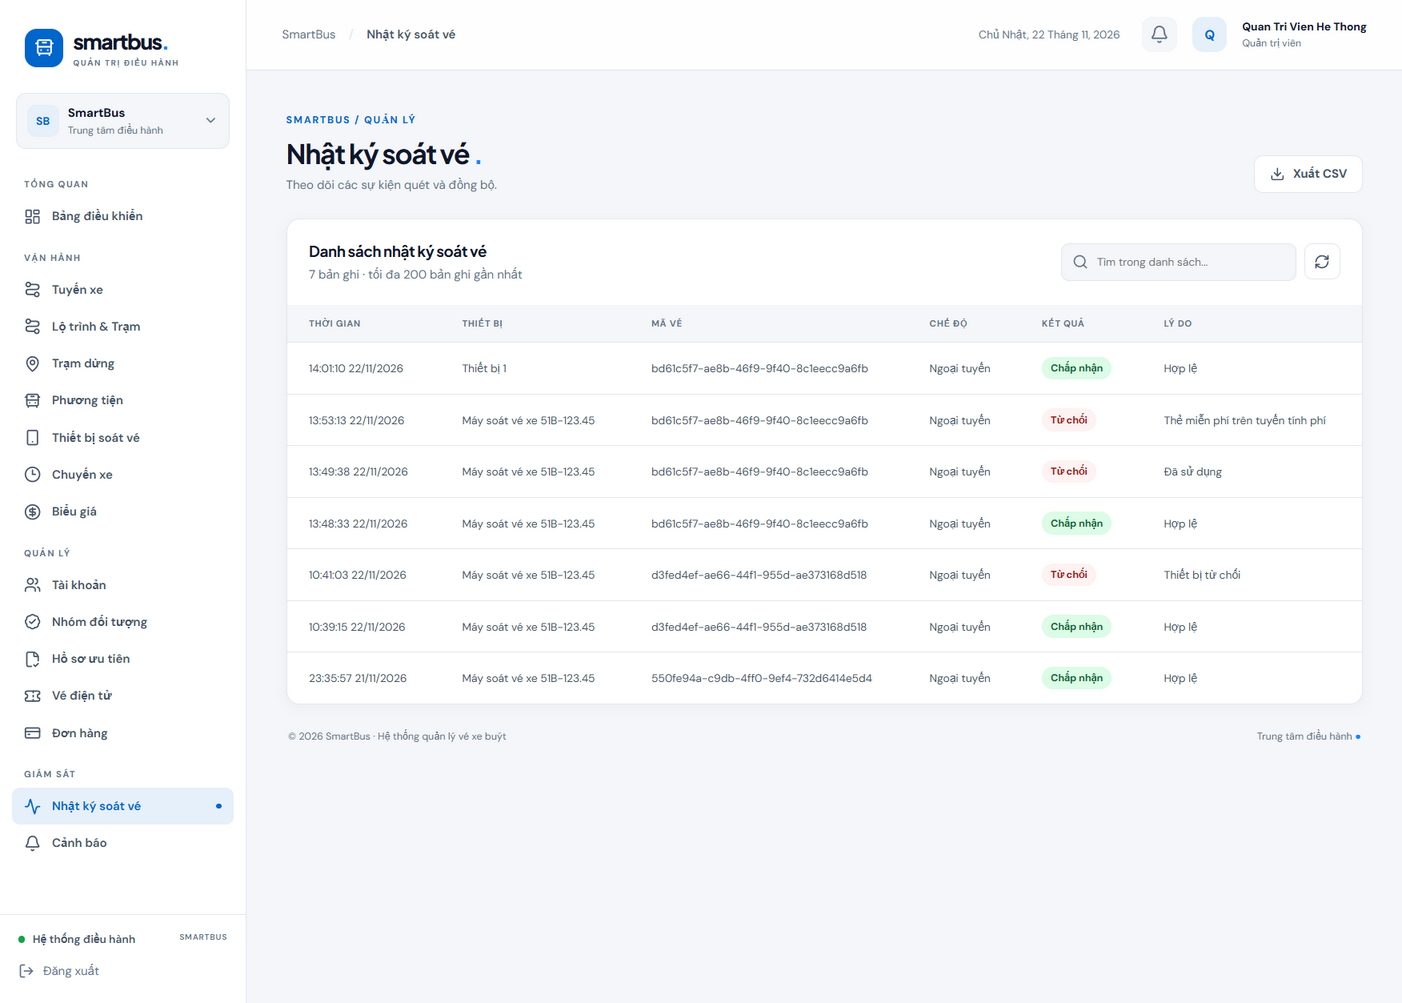 smartbus.
QUẢN TRỊ ĐIỀU HÀNH
SB
SmartBus
Trung tâm điều hành
TỔNG QUAN
Bảng điều khiển
VẬN HÀNH
Tuyến xe
Lộ trình & Trạm
Trạm dừng
Phương tiện
Thiết bị soát vé
Chuyến xe
Biểu giá
QUẢN LÝ
Tài khoản
Nhóm đối tượng
Hồ sơ ưu tiên
Vé điện tử
Đơn hàng
GIÁM SÁT
Nhật ký soát vé
Cảnh báo
Hệ thống điều hành SMARTBUS
Đăng xuất
SmartBus / Nhật ký soát vé
Chủ Nhật, 22 Tháng 11, 2026
Q
Quan Tri Vien He Thong
Quản trị viên
SMARTBUS / QUẢN LÝ
Nhật ký soát vé .
Theo dõi các sự kiện quét và đồng bộ.
Xuất CSV
Danh sách nhật ký soát vé
7 bản ghi · tối đa 200 bản ghi gần nhất
Tìm trong danh sách...
THỜI GIAN THIẾT BỊ MÃ VÉ CHẾ ĐỘ KẾT QUẢ LÝ DO
14:01:10 22/11/2026 Thiết bị 1 bd61c5f7-ae8b-46f9-9f40-8c1eecc9a6fb Ngoại tuyến Chấp nhận Hợp lệ
13:53:13 22/11/2026 Máy soát vé xe 51B-123.45 bd61c5f7-ae8b-46f9-9f40-8c1eecc9a6fb Ngoại tuyến Từ chối Thẻ miễn phí trên tuyến tính phí
13:49:38 22/11/2026 Máy soát vé xe 51B-123.45 bd61c5f7-ae8b-46f9-9f40-8c1eecc9a6fb Ngoại tuyến Từ chối Đã sử dụng
13:48:33 22/11/2026 Máy soát vé xe 51B-123.45 bd61c5f7-ae8b-46f9-9f40-8c1eecc9a6fb Ngoại tuyến Chấp nhận Hợp lệ
10:41:03 22/11/2026 Máy soát vé xe 51B-123.45 d3fed4ef-ae66-44f1-955d-ae373168d518 Ngoại tuyến Từ chối Thiết bị từ chối
10:39:15 22/11/2026 Máy soát vé xe 51B-123.45 d3fed4ef-ae66-44f1-955d-ae373168d518 Ngoại tuyến Chấp nhận Hợp lệ
23:35:57 21/11/2026 Máy soát vé xe 51B-123.45 550fe94a-c9db-4ff0-9ef4-732d6414e5d4 Ngoại tuyến Chấp nhận Hợp lệ
© 2026 SmartBus · Hệ thống quản lý vé xe buýt
Trung tâm điều hành